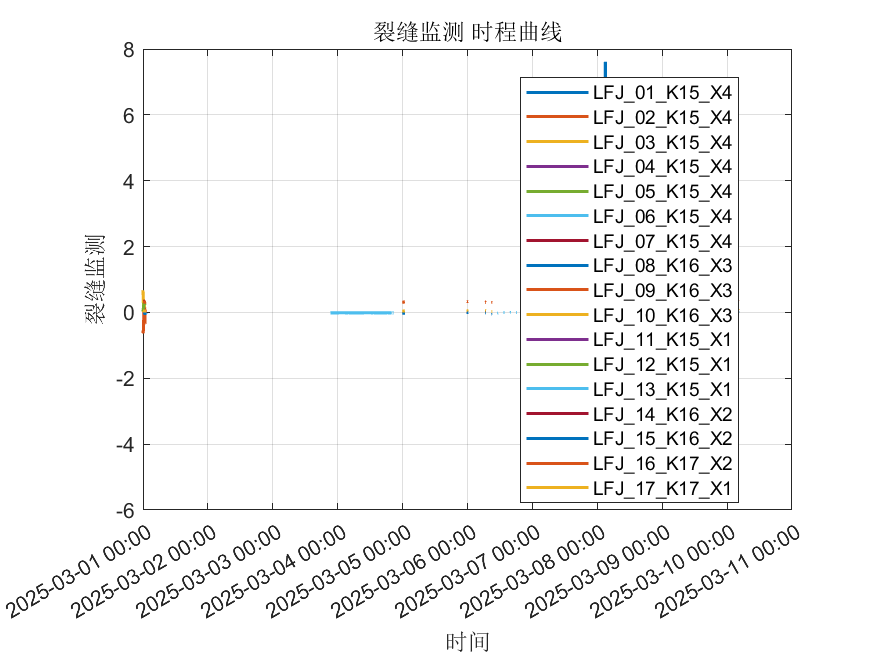 裂缝监测 时程曲线
8
6
4
2
0
-2
-4
-6
裂缝监测
LFJ_01_K15_X4
LFJ_02_K15_X4
LFJ_03_K15_X4
LFJ_04_K15_X4
LFJ_05_K15_X4
LFJ_06_K15_X4
LFJ_07_K15_X4
LFJ_08_K16_X3
LFJ_09_K16_X3
LFJ_10_K16_X3
LFJ_11_K15_X1
LFJ_12_K15_X1
LFJ_13_K15_X1
LFJ_14_K16_X2
LFJ_15_K16_X2
LFJ_16_K17_X2
LFJ_17_K17_X1
2025-03-01 00:00
2025-03-02 00:00
2025-03-03 00:00
2025-03-04 00:00
2025-03-05 00:00
2025-03-06 00:00
2025-03-07 00:00
2025-03-08 00:00
2025-03-09 00:00
2025-03-10 00:00
2025-03-11 00:00
时间